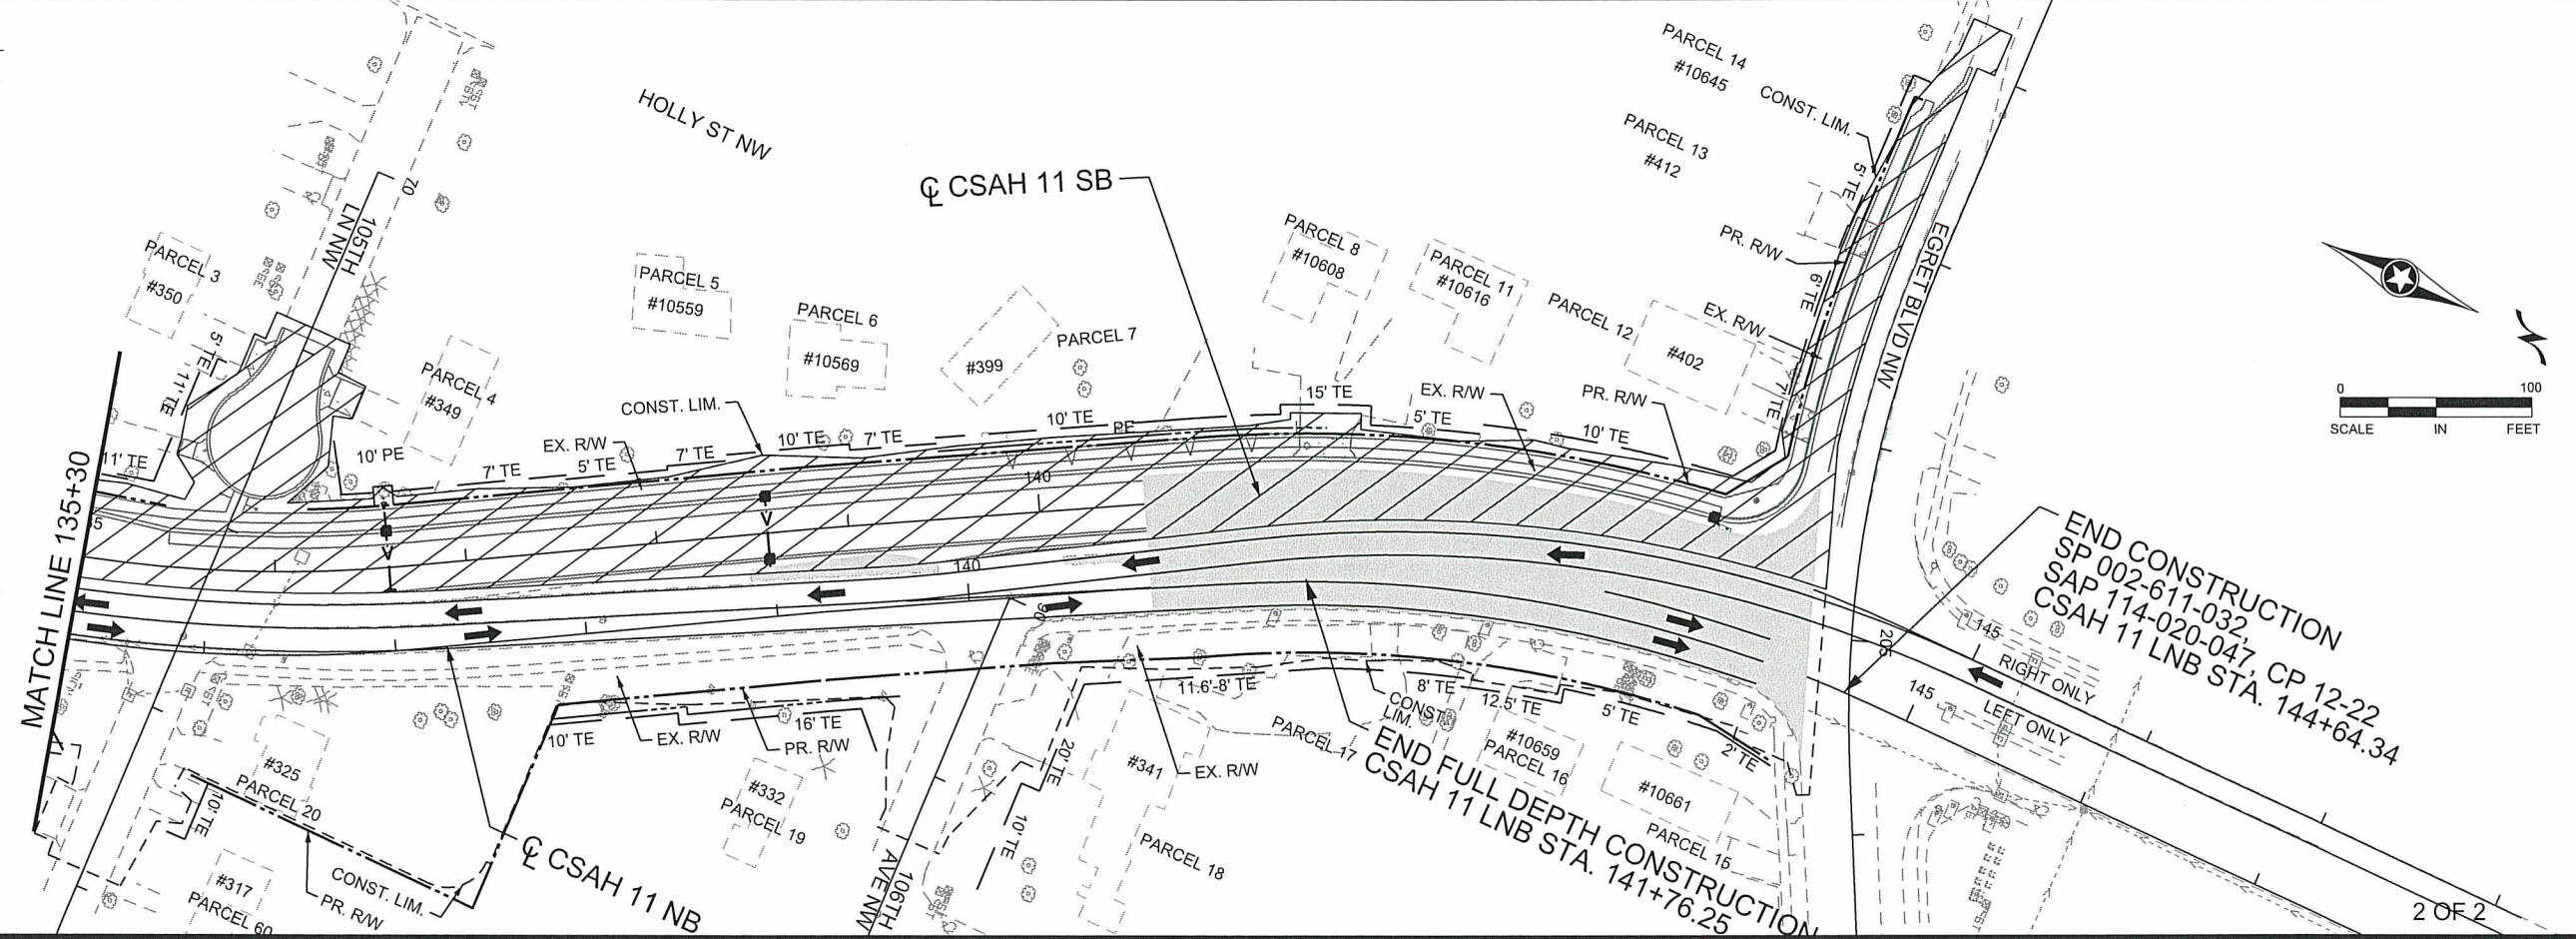 HOLLY ST NW
PARCEL 14
#10645
CONST. LIM.
PARCEL 13
#412
5' TE
PR. R/W
6' TE
EX. R/W
7' TE
EGRET BLVD NW
℄ CSAH 11 SB
70
105TH
LN NW
PARCEL 3
#350
5' TE
11' TE
11' TE
PARCEL 4
#349
10' PE
PARCEL 5
#10559
PARCEL 6
#10569
#399
PARCEL 7
PARCEL 8
#10608
PARCEL 11
#10616
PARCEL 12
#402
CONST. LIM.
EX. R/W
7' TE
5' TE
7' TE
10' TE
7' TE
10' TE
PE
15' TE
EX. R/W
5' TE
PR. R/W
10' TE
0
100
SCALE
IN
FEET
N
MATCH LINE 135+30
140
140
145
145
205
RIGHT ONLY
LEFT ONLY
END CONSTRUCTION
SP 002-611-032,
SAP 114-020-047, CP 12-22
CSAH 11 LNB STA. 144+64.34
#325
PARCEL 20
10' TE
#317
PARCEL 60
CONST. LIM.
PR. R/W
℄ CSAH 11 NB
10' TE
EX. R/W
16' TE
PR. R/W
#332
PARCEL 19
106TH
AVE NW
20' TE
10' TE
#341
EX. R/W
PARCEL 18
11.6'-8' TE
PARCEL 17
CONST.
LIM.
8' TE
12.5' TE
5' TE
2' TE
#10659
PARCEL 16
#10661
PARCEL 15
END FULL DEPTH CONSTRUCTION
CSAH 11 LNB STA. 141+76.25
2 OF 2